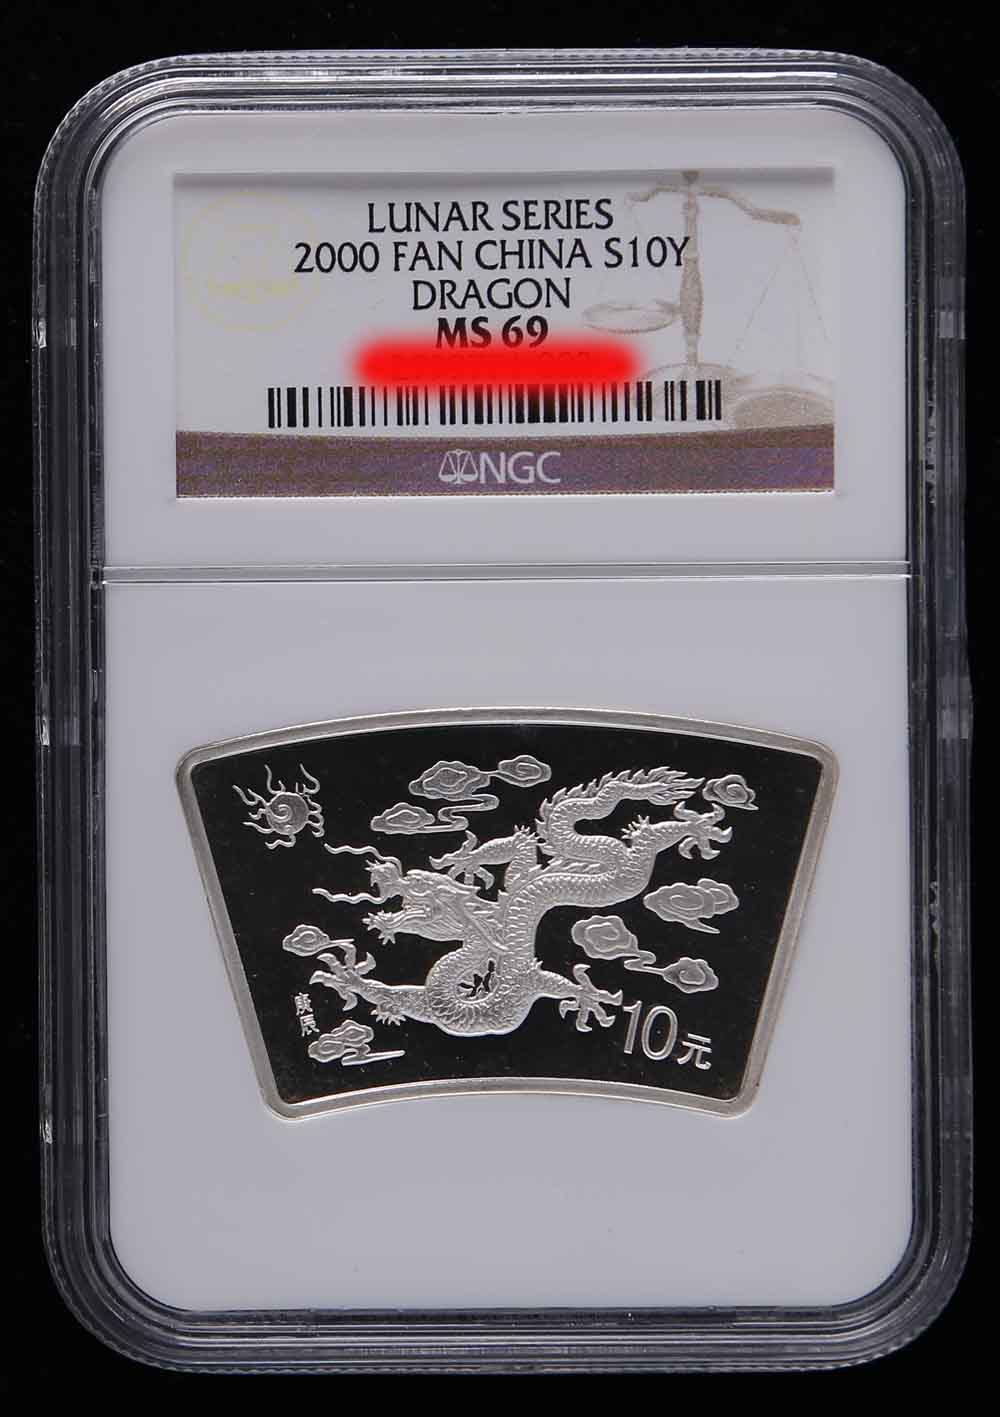 LUNAR SERIES
2000 FAN CHINA S10Y
DRAGON
MS 69
NGC
庚辰
10元